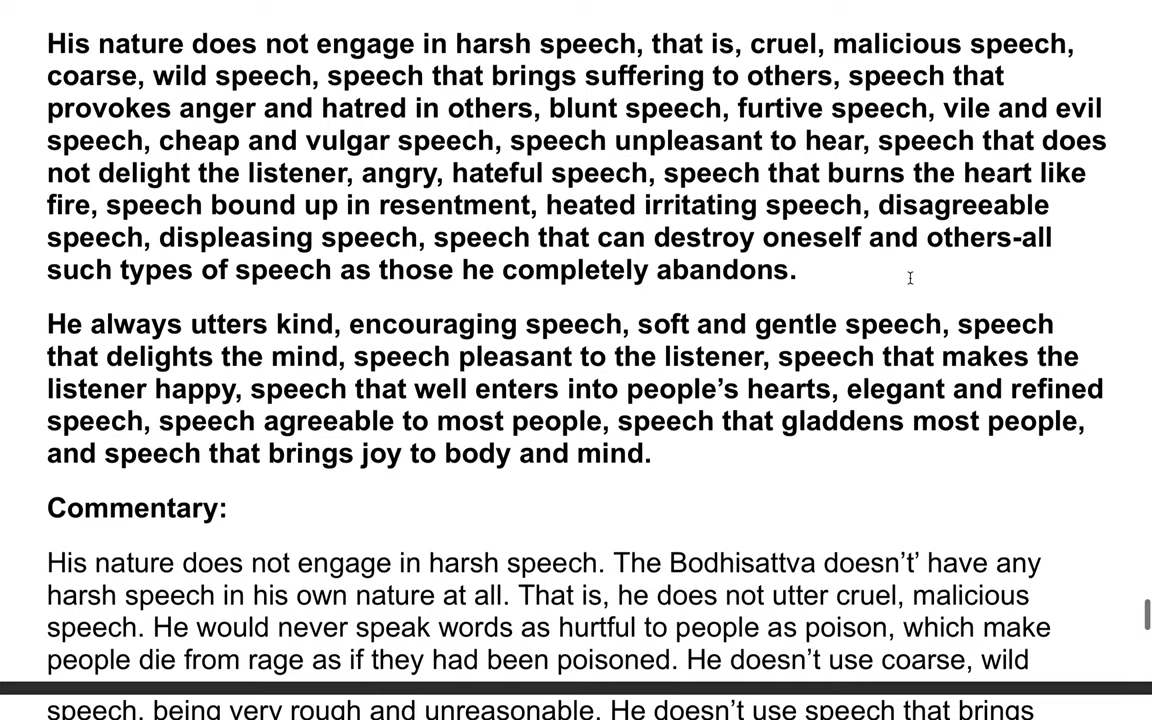 His nature does not engage in harsh speech, that is, cruel, malicious speech,
coarse, wild speech, speech that brings suffering to others, speech that
provokes anger and hatred in others, blunt speech, furtive speech, vile and evil
speech, cheap and vulgar speech, speech unpleasant to hear, speech that does
not delight the listener, angry, hateful speech, speech that burns the heart like
fire, speech bound up in resentment, heated irritating speech, disagreeable
speech, displeasing speech, speech that can destroy oneself and others-all
such types of speech as those he completely abandons.
He always utters kind, encouraging speech, soft and gentle speech, speech
that delights the mind, speech pleasant to the listener, speech that makes the
listener happy, speech that well enters into people’s hearts, elegant and refined
speech, speech agreeable to most people, speech that gladdens most people,
and speech that brings joy to body and mind.
Commentary:
His nature does not engage in harsh speech. The Bodhisattva doesn’t’ have any
harsh speech in his own nature at all. That is, he does not utter cruel, malicious
speech. He would never speak words as hurtful to people as poison, which make
people die from rage as if they had been poisoned. He doesn’t use coarse, wild
speech, being very rough and unreasonable. He doesn’t use speech that brings